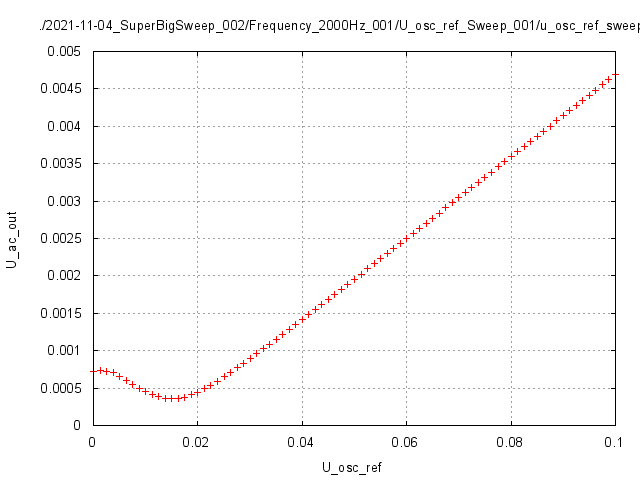 ./2021-11-04_SuperBigSweep_002/Frequency_2000Hz_001/U_osc_ref_Sweep_001/u_osc_ref_sweep
0.005
0.0045
0.004
0.0035
0.003
0.0025
0.002
0.0015
0.001
0.0005
0
U_ac_out
0 0.02 0.04 0.06 0.08 0.1
U_osc_ref